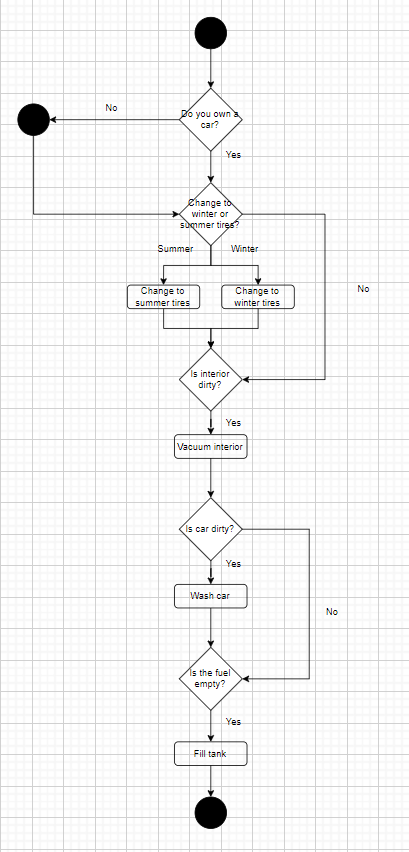 No
Do you own a
car?
Yes
Change to
winter or
summer tires?
Summer
Winter
Change to
summer tires
Change to
winter tires
No
Is interior
dirty?
Yes
Vacuum interior
Is car dirty?
Yes
Wash car
No
Is the fuel
empty?
Yes
Fill tank